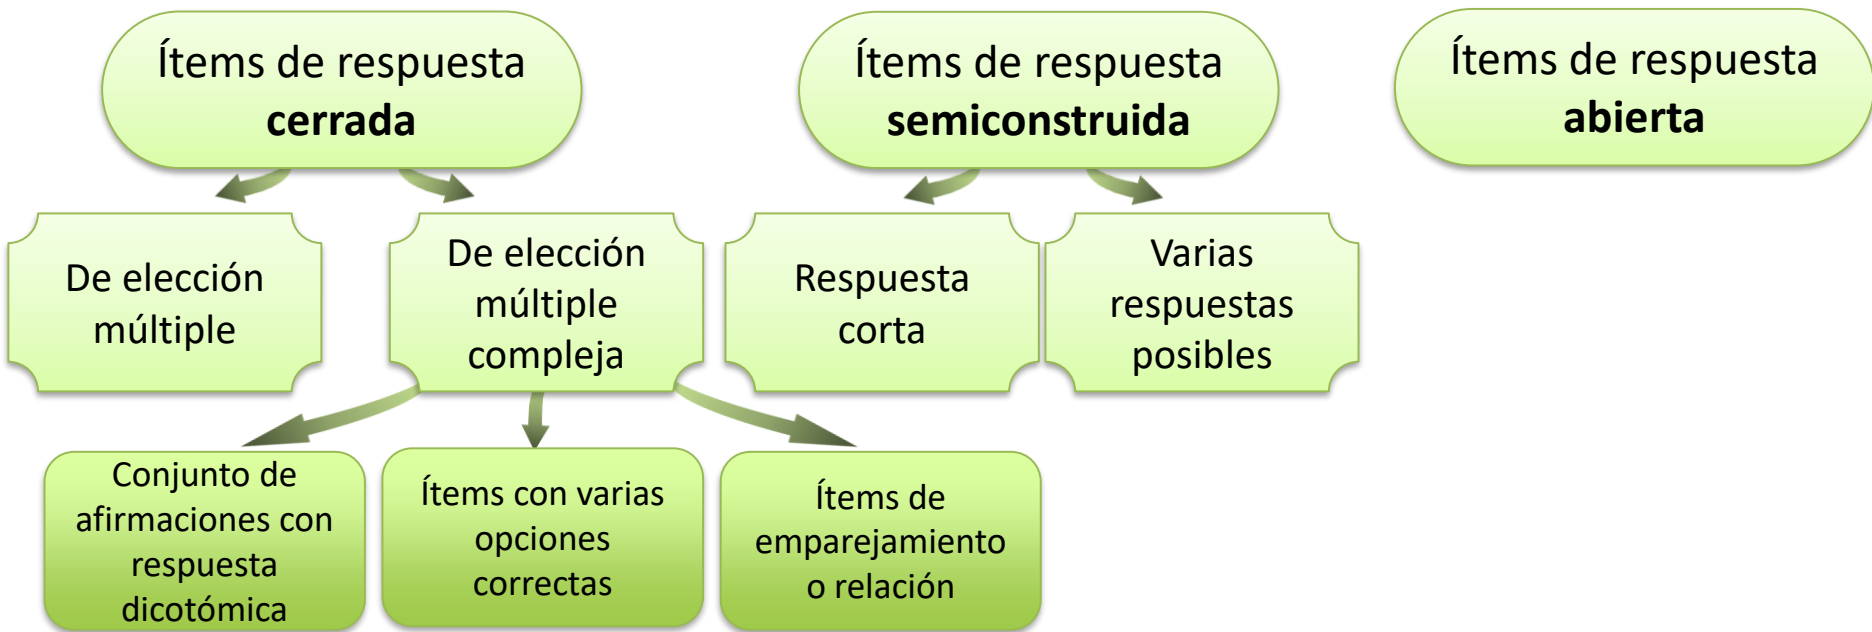 Ítems de respuesta
cerrada
Ítems de respuesta
semiconstruida
Ítems de respuesta
abierta
De elección
múltiple
De elección
múltiple
compleja
Respuesta
corta
Varias
respuestas
posibles
Conjunto de
afirmaciones con
respuesta
dicotómica
Ítems con varias
opciones
correctas
Ítems de
emparejamiento
o relación